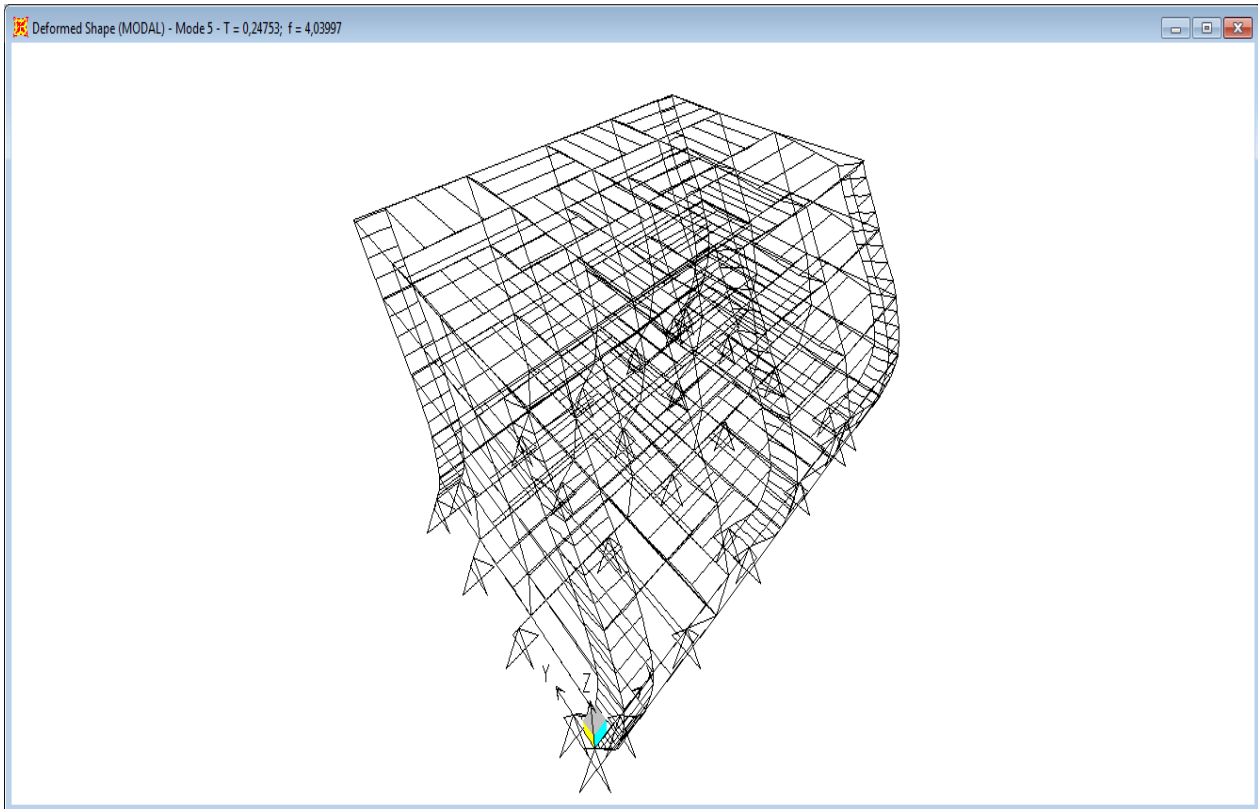 Deformed Shape (MODAL) - Mode 5 - T = 0,24753; f = 4,03997
Y
Z